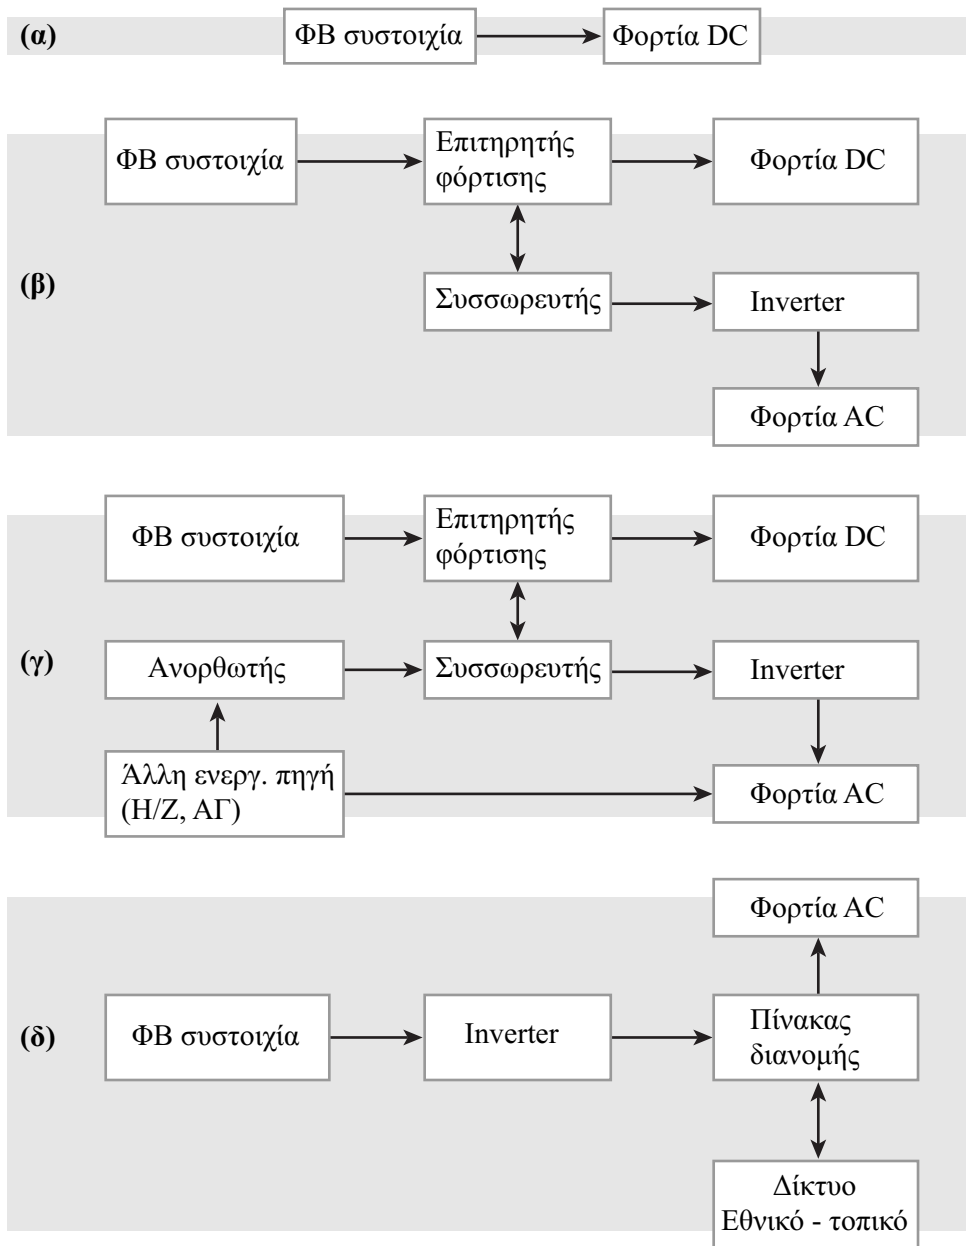 (α)
ΦΒ συστοιχία
Φορτία DC
(β)
ΦΒ συστοιχία
Επιτηρητής
φόρτισης
Φορτία DC
Συσσωρευτής
Inverter
Φορτία AC
(γ)
ΦΒ συστοιχία
Επιτηρητής
φόρτισης
Φορτία DC
Ανορθωτής
Συσσωρευτής
Inverter
Άλλη ενεργ. πηγή
(Η/Ζ, ΑΓ)
Φορτία AC
(δ)
Φορτία AC
ΦΒ συστοιχία
Inverter
Πίνακας
διανομής
Δίκτυο
Εθνικό - τοπικό